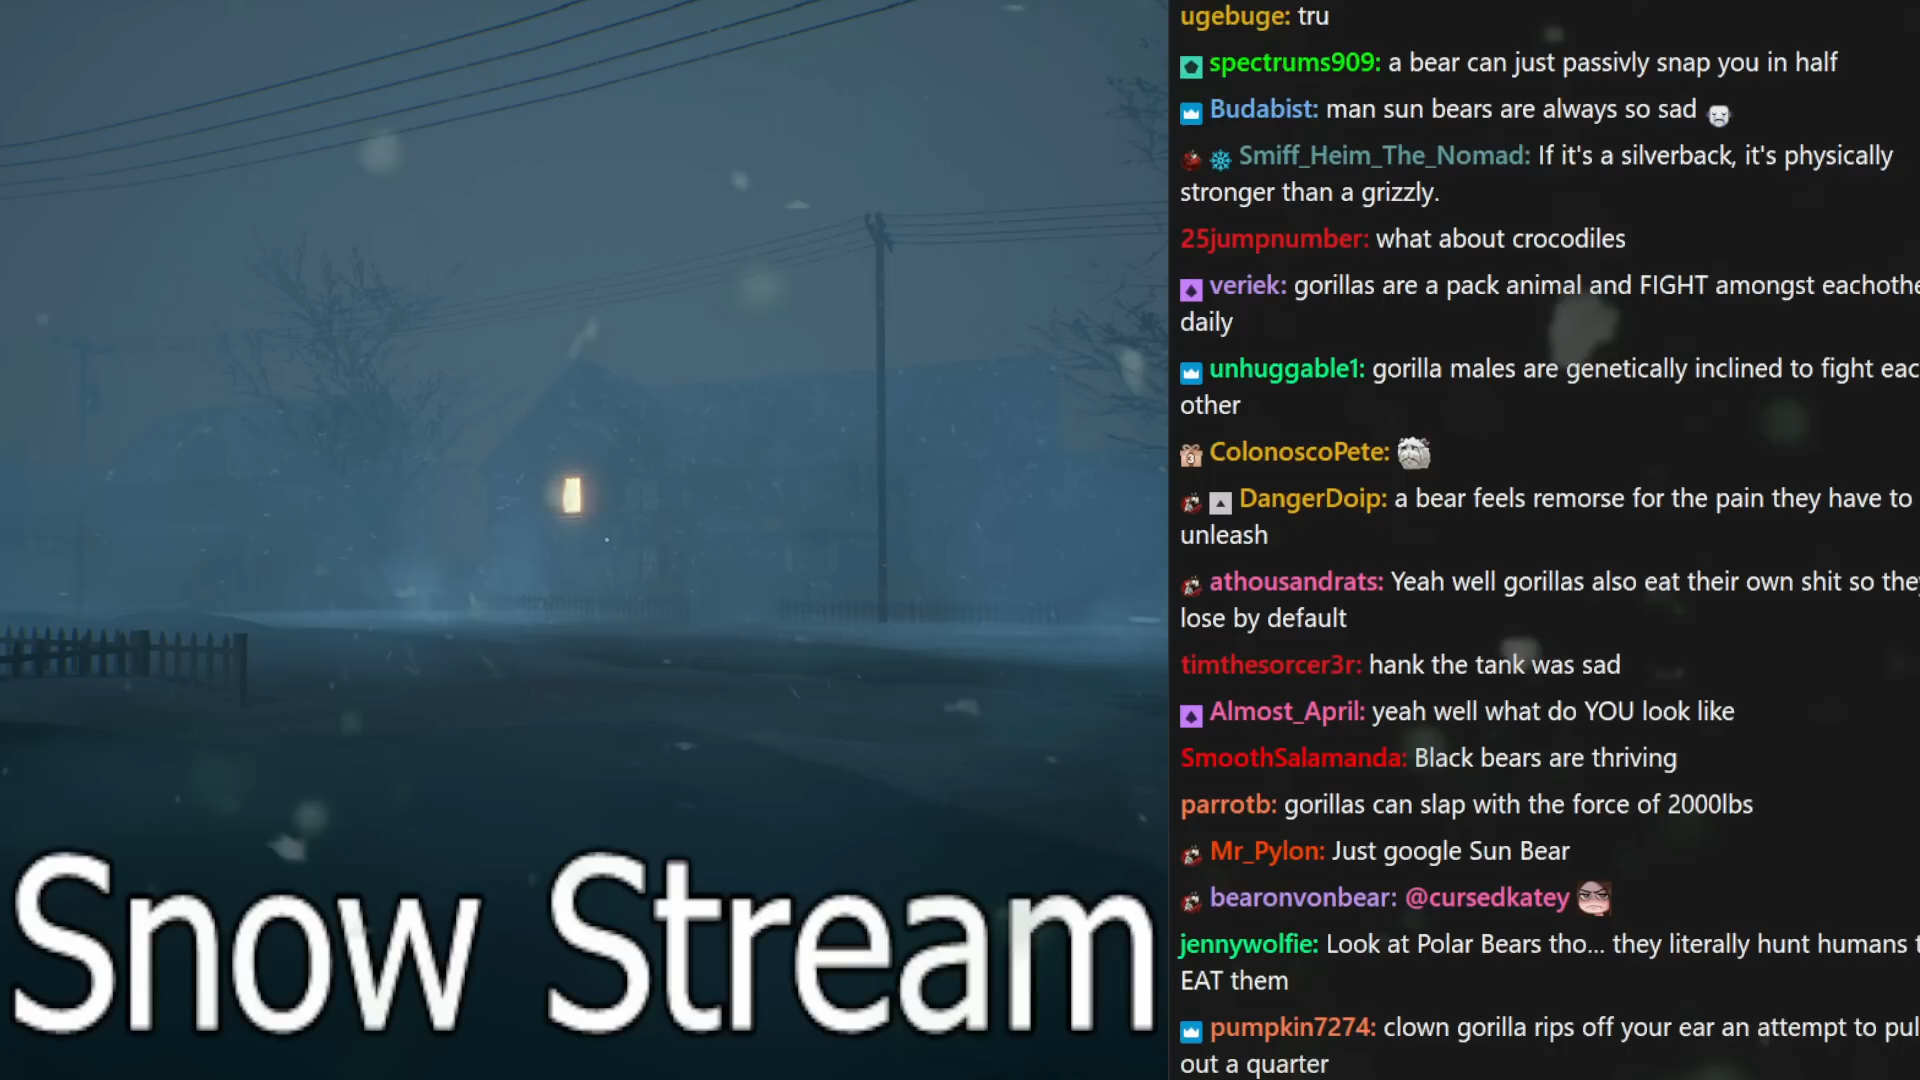 ugebuge: tru
spectrums909: a bear can just passivly snap you in half
Budabist: man sun bears are always so sad
Smiff_Heim_The_Nomad: If it's a silverback, it's physically
stronger than a grizzly.
25jumpnumber: what about crocodiles
veriek: gorillas are a pack animal and FIGHT amongst eachothe
daily
unhuggable1: gorilla males are genetically inclined to fight eac
other
ColonoscoPete:
DangerDoip: a bear feels remorse for the pain they have to
unleash
athousandrats: Yeah well gorillas also eat their own shit so they
lose by default
timthesorcer3r: hank the tank was sad
Almost_April: yeah well what do YOU look like
SmoothSalamanda: Black bears are thriving
parrotb: gorillas can slap with the force of 2000lbs
Mr_Pylon: Just google Sun Bear
bearonvonbear: @cursedkatey
jennywolfie: Look at Polar Bears tho... they literally hunt humans t
EAT them
pumpkin7274: clown gorilla rips off your ear an attempt to pul
out a quarter
Snow Stream